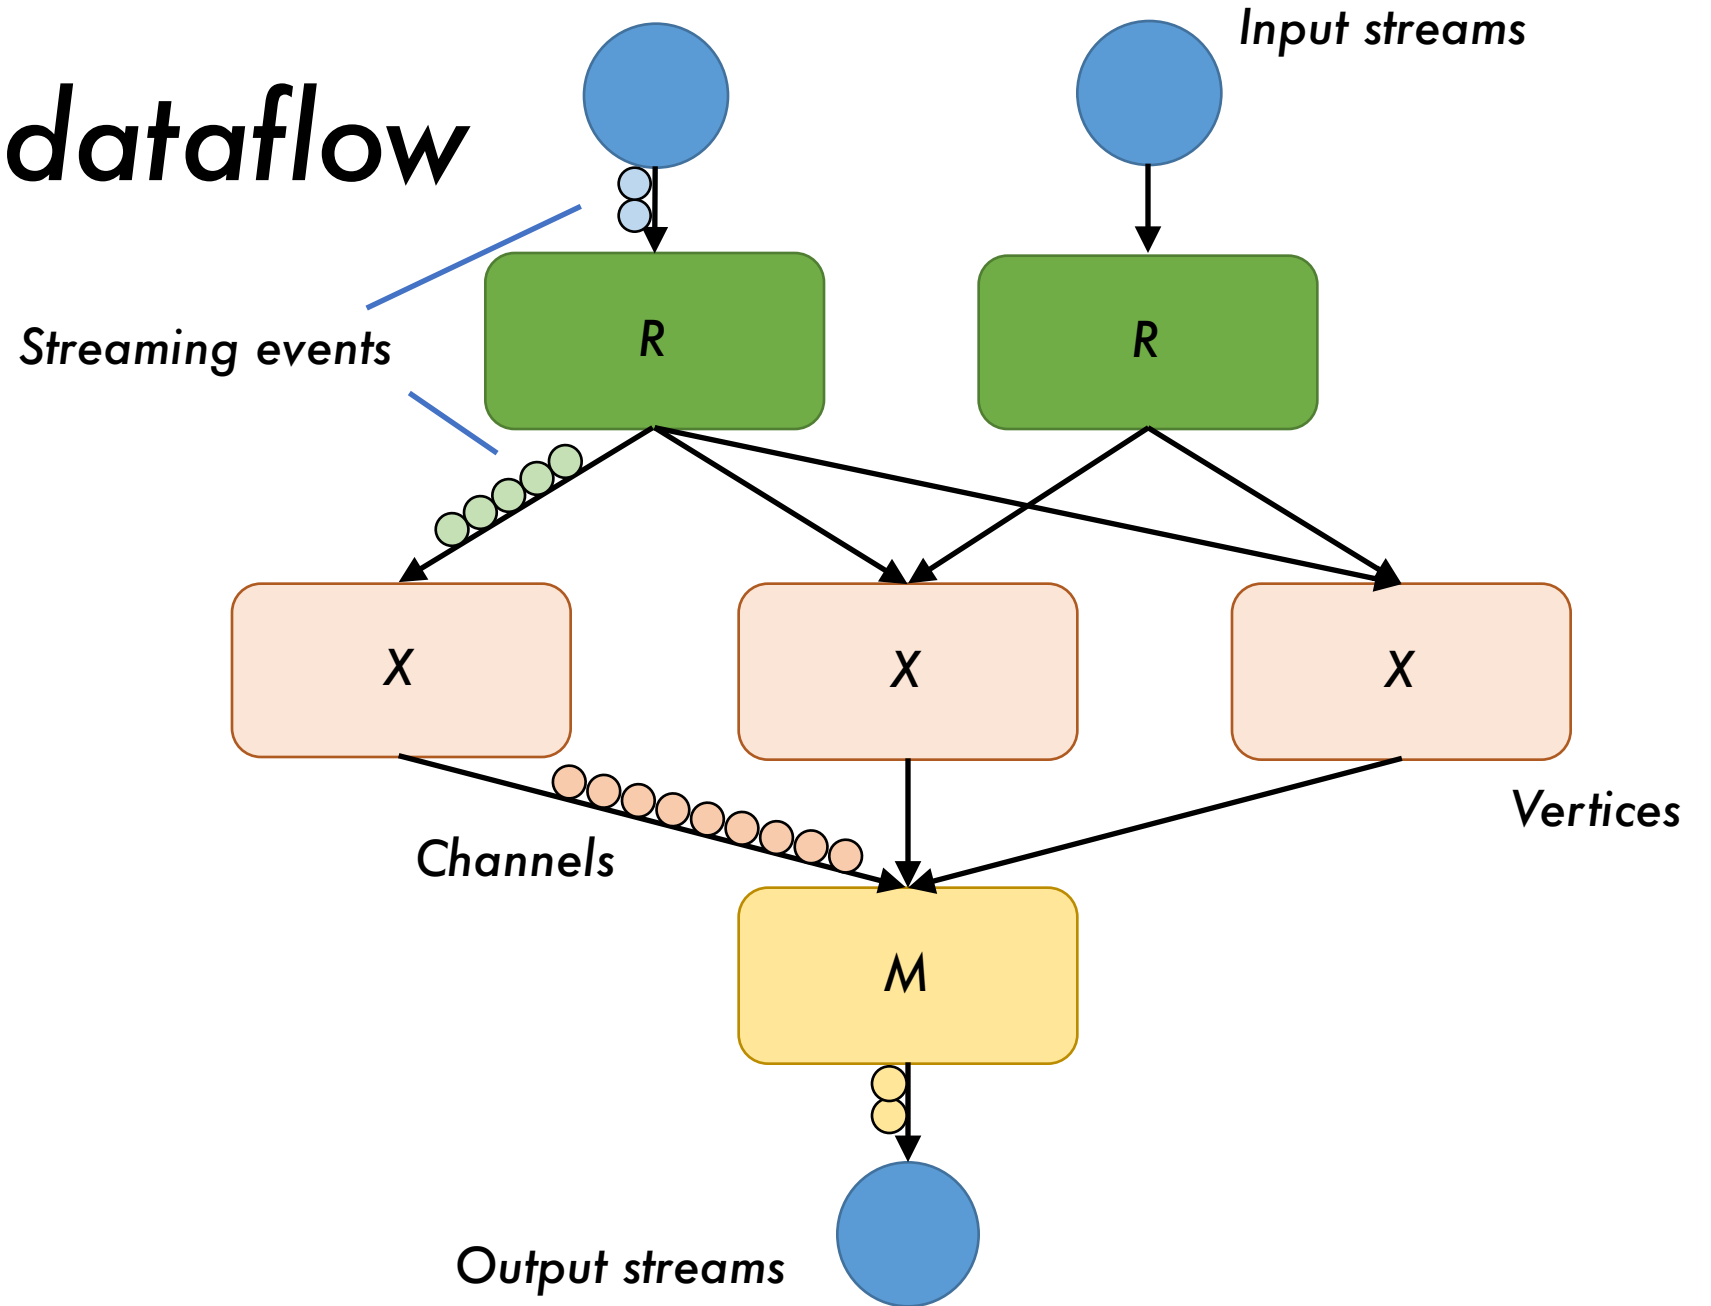 Input streams
dataflow
Streaming events
R
R
X
X
X
Vertices
Channels
M
Output streams